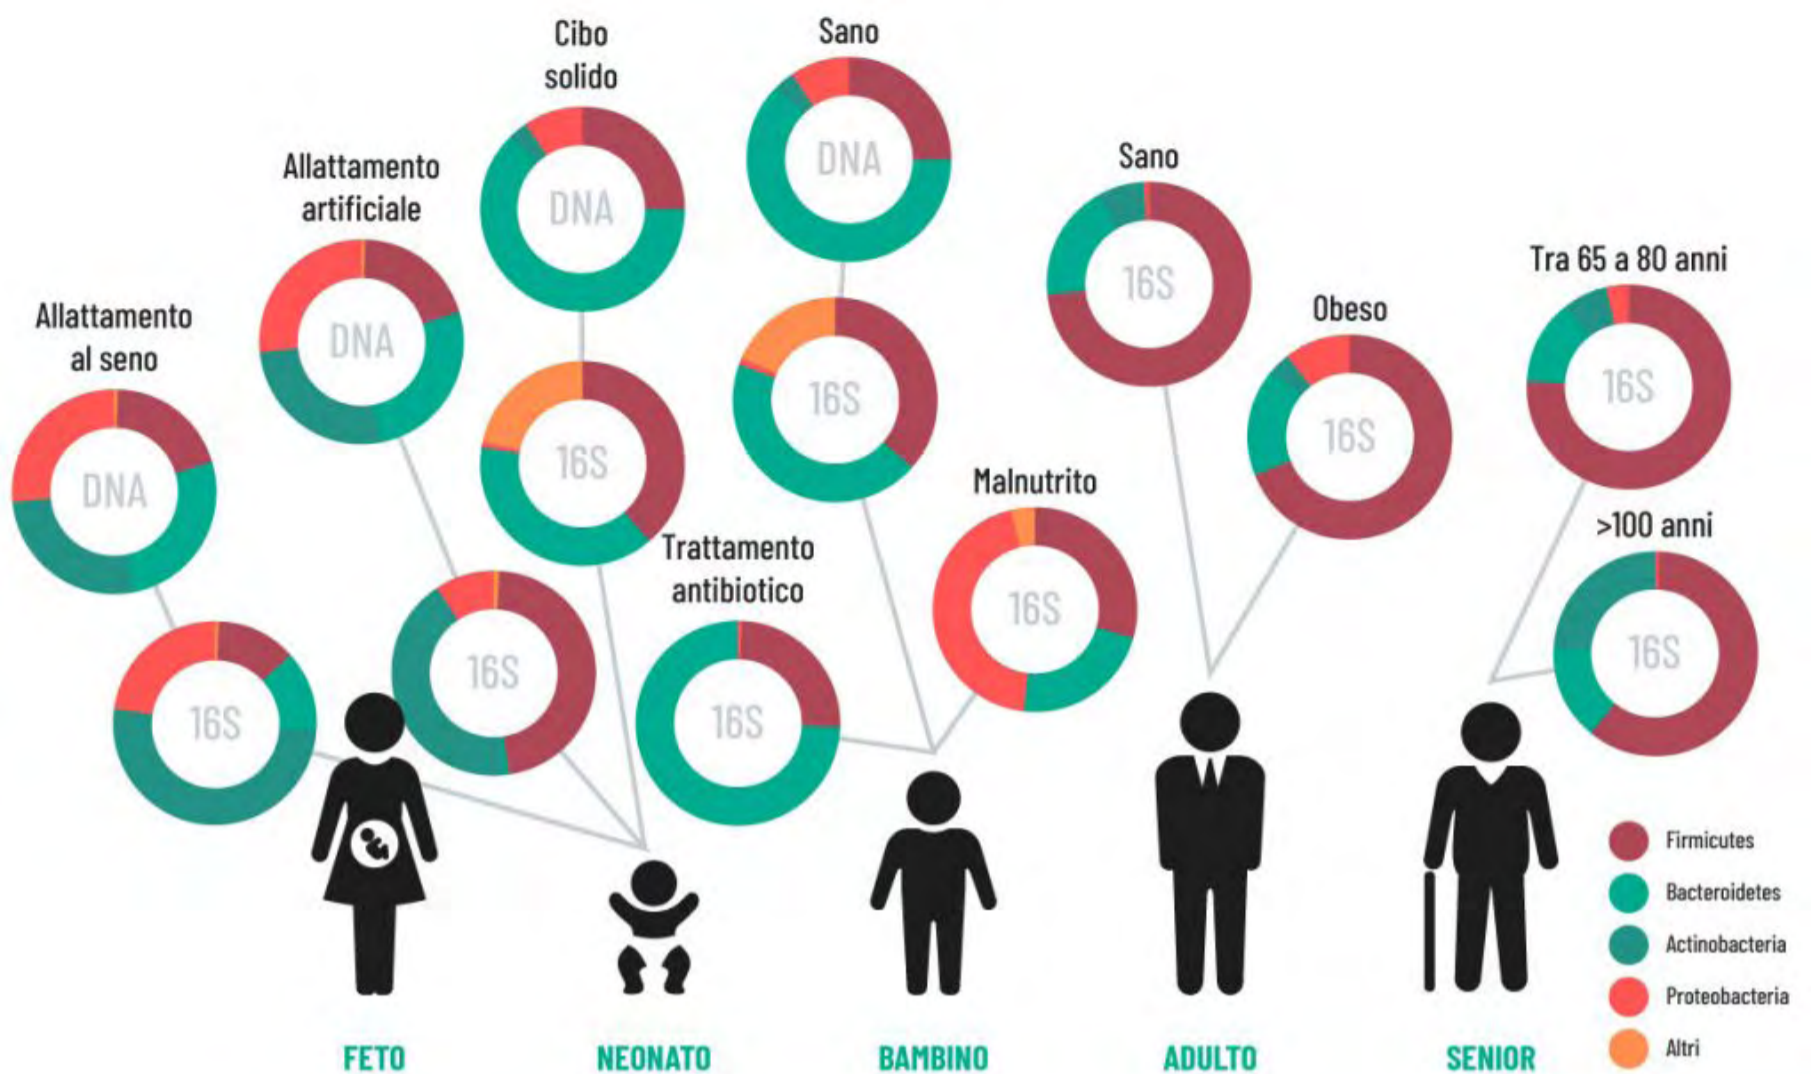 Allattamento
al seno
DNA
16S
Allattamento
artificiale
DNA
16S
Cibo
solido
DNA
16S
Trattamento
antibiotico
16S
Sano
DNA
16S
Malnutrito
16S
Sano
16S
Obeso
16S
Tra 65 a 80 anni
16S
>100 anni
16S
Firmicutes
Bacteroidetes
Actinobacteria
Proteobacteria
Altri
FETO
NEONATO
BAMBINO
ADULTO
SENIOR